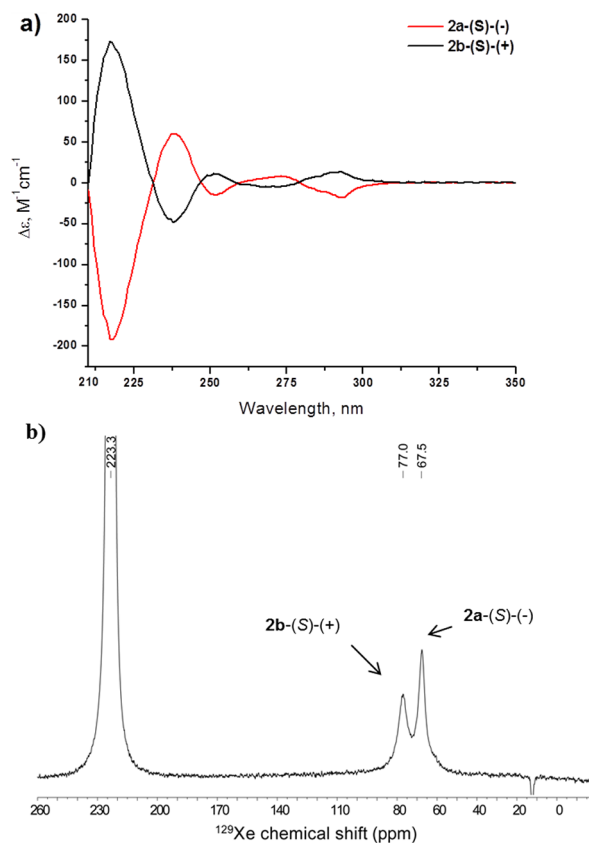 a)
2a-(S)-(-)
2b-(S)-(+)
Δε, M⁻¹cm⁻¹
200
150
100
50
0
-50
-100
-150
-200
210 225 250 275 300 325 350
Wavelength, nm
b)
223.3
77.0
67.5
2b-(S)-(+)
2a-(S)-(-)
260 230 200 170 140 110 80 60 40 20 0
¹²⁹Xe chemical shift (ppm)